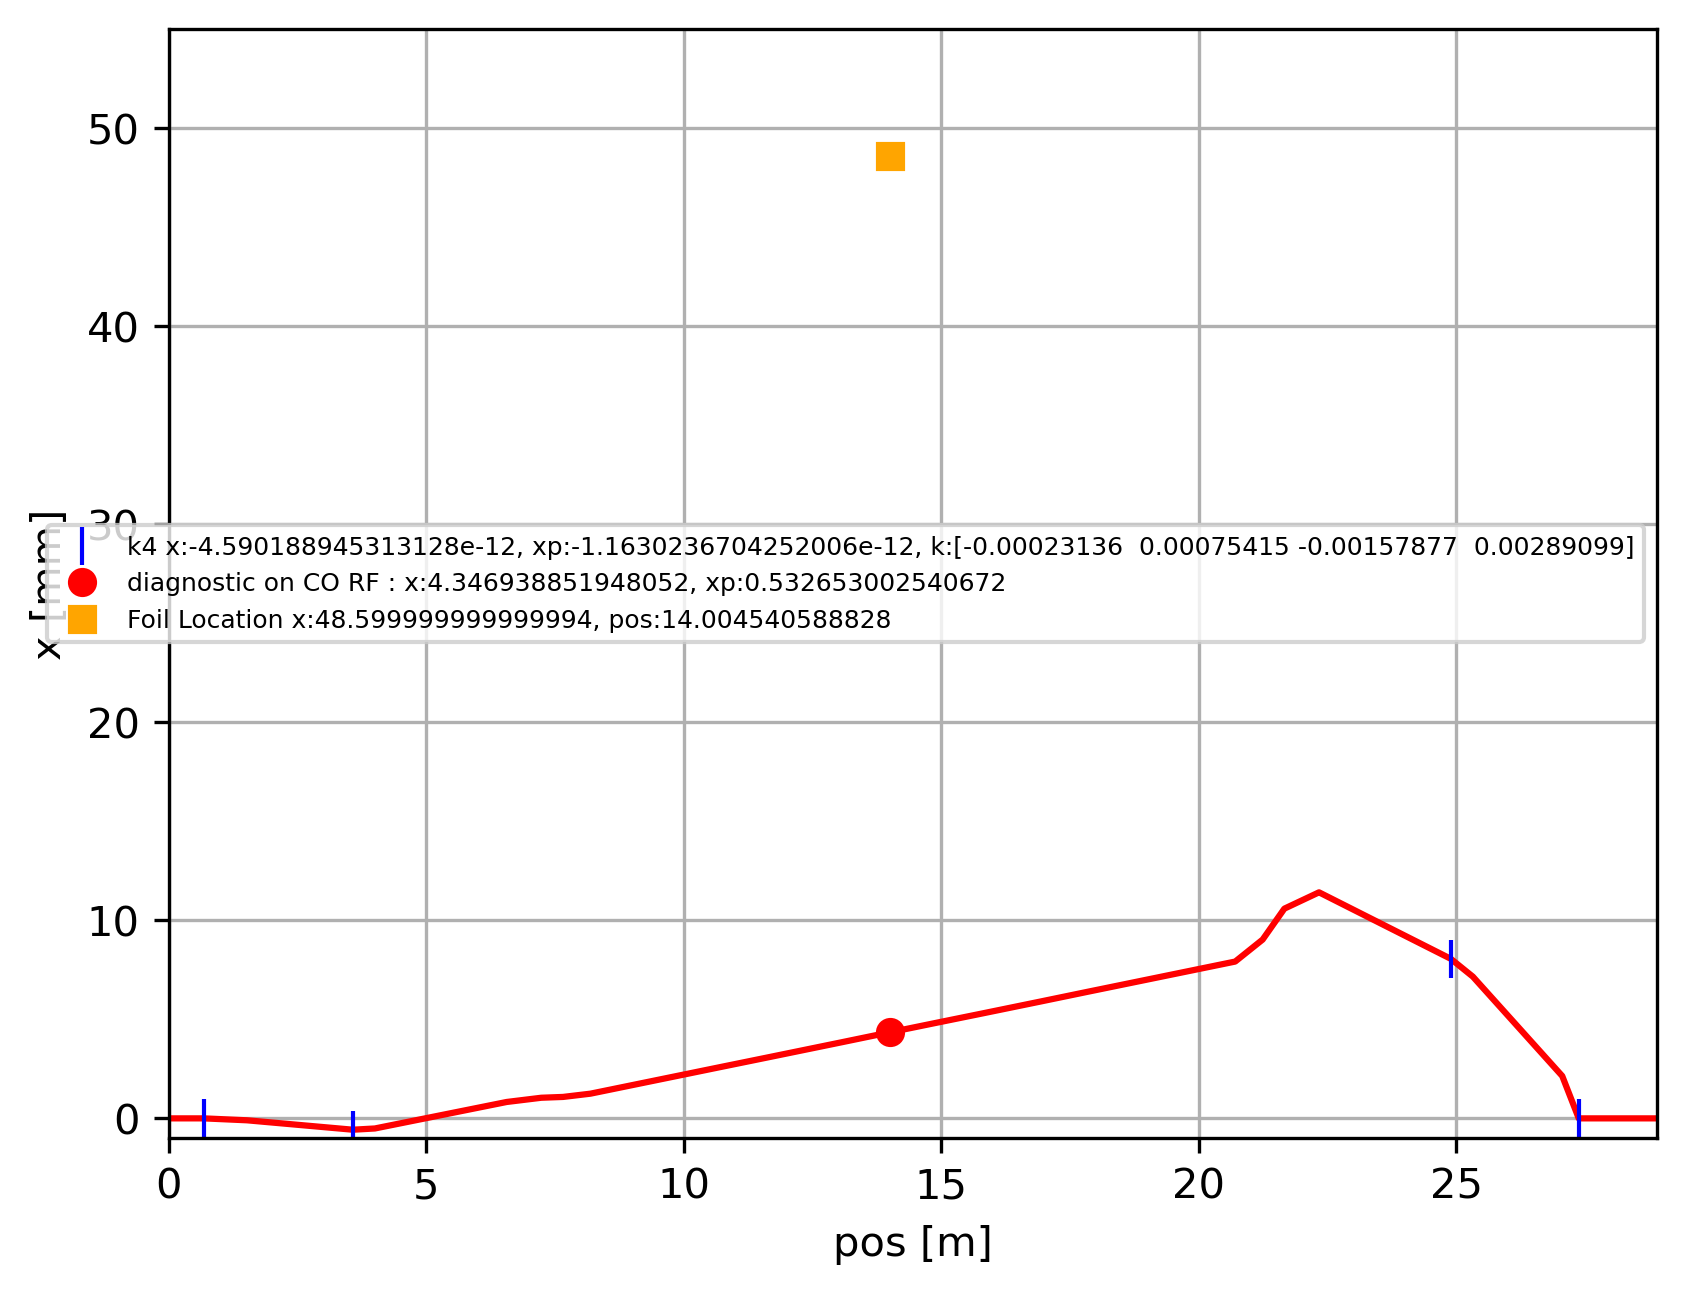 50
40
30
k4 x:-4.590188945313128e-12, xp:-1.1630236704252006e-12, k:[-0.00023136  0.00075415 -0.00157877  0.00289099]
diagnostic on CO RF : x:4.346938851948052, xp:0.532653002540672
Foil Location x:48.599999999999994, pos:14.004540588828
x [mm]
20
10
0
0 5 10 15 20 25
pos [m]